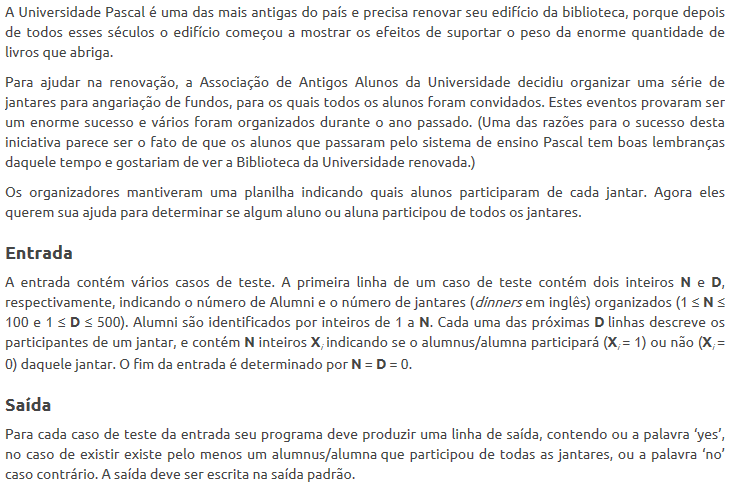 A Universidade Pascal é uma das mais antigas do país e precisa renovar seu edifício da biblioteca, porque depois
de todos esses séculos o edifício começou a mostrar os efeitos de suportar o peso da enorme quantidade de
livros que abriga.
Para ajudar na renovação, a Associação de Antigos Alunos da Universidade decidiu organizar uma série de
jantares para angariação de fundos, para os quais todos os alunos foram convidados. Estes eventos provaram ser
um enorme sucesso e vários foram organizados durante o ano passado. (Uma das razões para o sucesso desta
iniciativa parece ser o fato de que os alunos que passaram pelo sistema de ensino Pascal tem boas lembranças
daquele tempo e gostariam de ver a Biblioteca da Universidade renovada.)
Os organizadores mantiveram uma planilha indicando quais alunos participaram de cada jantar. Agora eles
querem sua ajuda para determinar se algum aluno ou aluna participou de todos os jantares.
Entrada
A entrada contém vários casos de teste. A primeira linha de um caso de teste contém dois inteiros N e D,
respectivamente, indicando o número de Alumni e o número de jantares (dinners em inglês) organizados (1 ≤ N ≤
100 e 1 ≤ D ≤ 500). Alumni são identificados por inteiros de 1 a N. Cada uma das próximas D linhas descreve os
participantes de um jantar, e contém N inteiros Xi indicando se o alumnus/alumna participará (Xi = 1) ou não (Xi =
0) daquele jantar. O fim da entrada é determinado por N = D = 0.
Saída
Para cada caso de teste da entrada seu programa deve produzir uma linha de saída, contendo ou a palavra ‘yes’,
no caso de existir existe pelo menos um alumnus/alumna que participou de todas as jantares, ou a palavra ‘no’
caso contrário. A saída deve ser escrita na saída padrão.